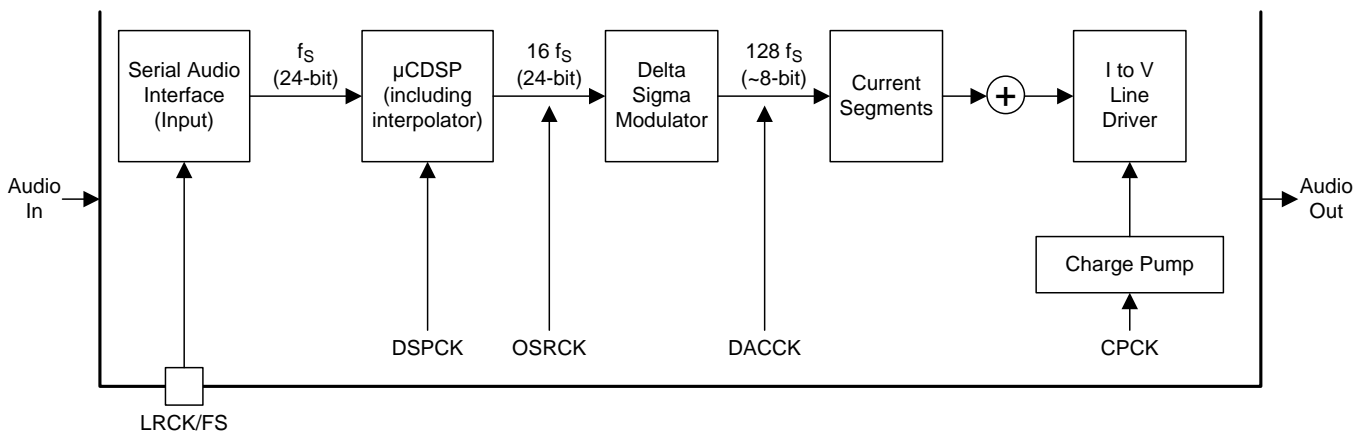 Serial Audio
Interface
(Input)
fS
(24-bit)
µCDSP
(including
interpolator)
16 fS
(24-bit)
Delta
Sigma
Modulator
128 fS
(~8-bit)
Current
Segments
+
I to V
Line
Driver
Audio
In
Audio
Out
Charge Pump
DSPCK
OSRCK
DACCK
CPCK
LRCK/FS